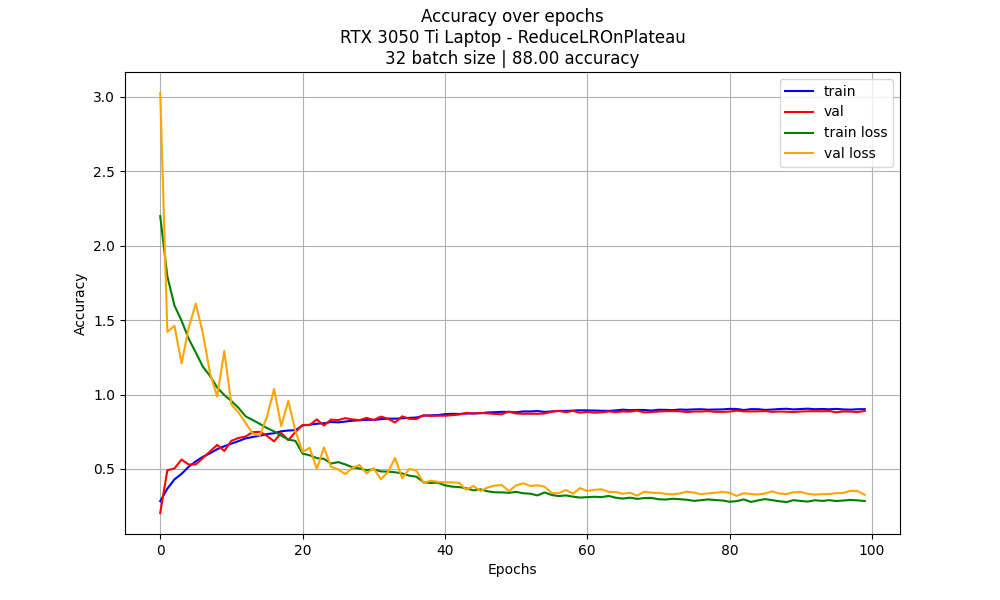 Accuracy over epochs
RTX 3050 Ti Laptop - ReduceLROnPlateau
32 batch size | 88.00 accuracy
train
val
train loss
val loss
Accuracy
3.0
2.5
2.0
1.5
1.0
0.5
0 20 40 60 80 100
Epochs